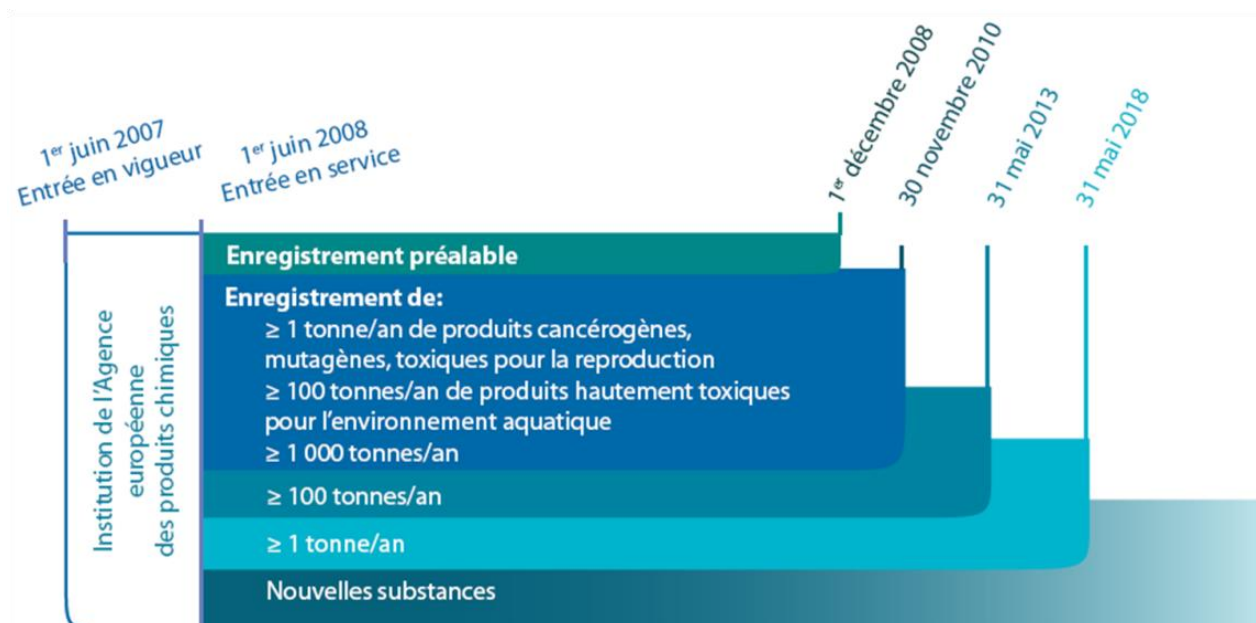 1er juin 2007
Entrée en vigueur
1er juin 2008
Entrée en service
1er décembre 2008
30 novembre 2010
31 mai 2013
31 mai 2018
Institution de l'Agence
européenne
des produits chimiques
Enregistrement préalable
Enregistrement de:
≥ 1 tonne/an de produits cancérogènes,
mutagènes, toxiques pour la reproduction
≥ 100 tonnes/an de produits hautement toxiques
pour l'environnement aquatique
≥ 1 000 tonnes/an
≥ 100 tonnes/an
≥ 1 tonne/an
Nouvelles substances